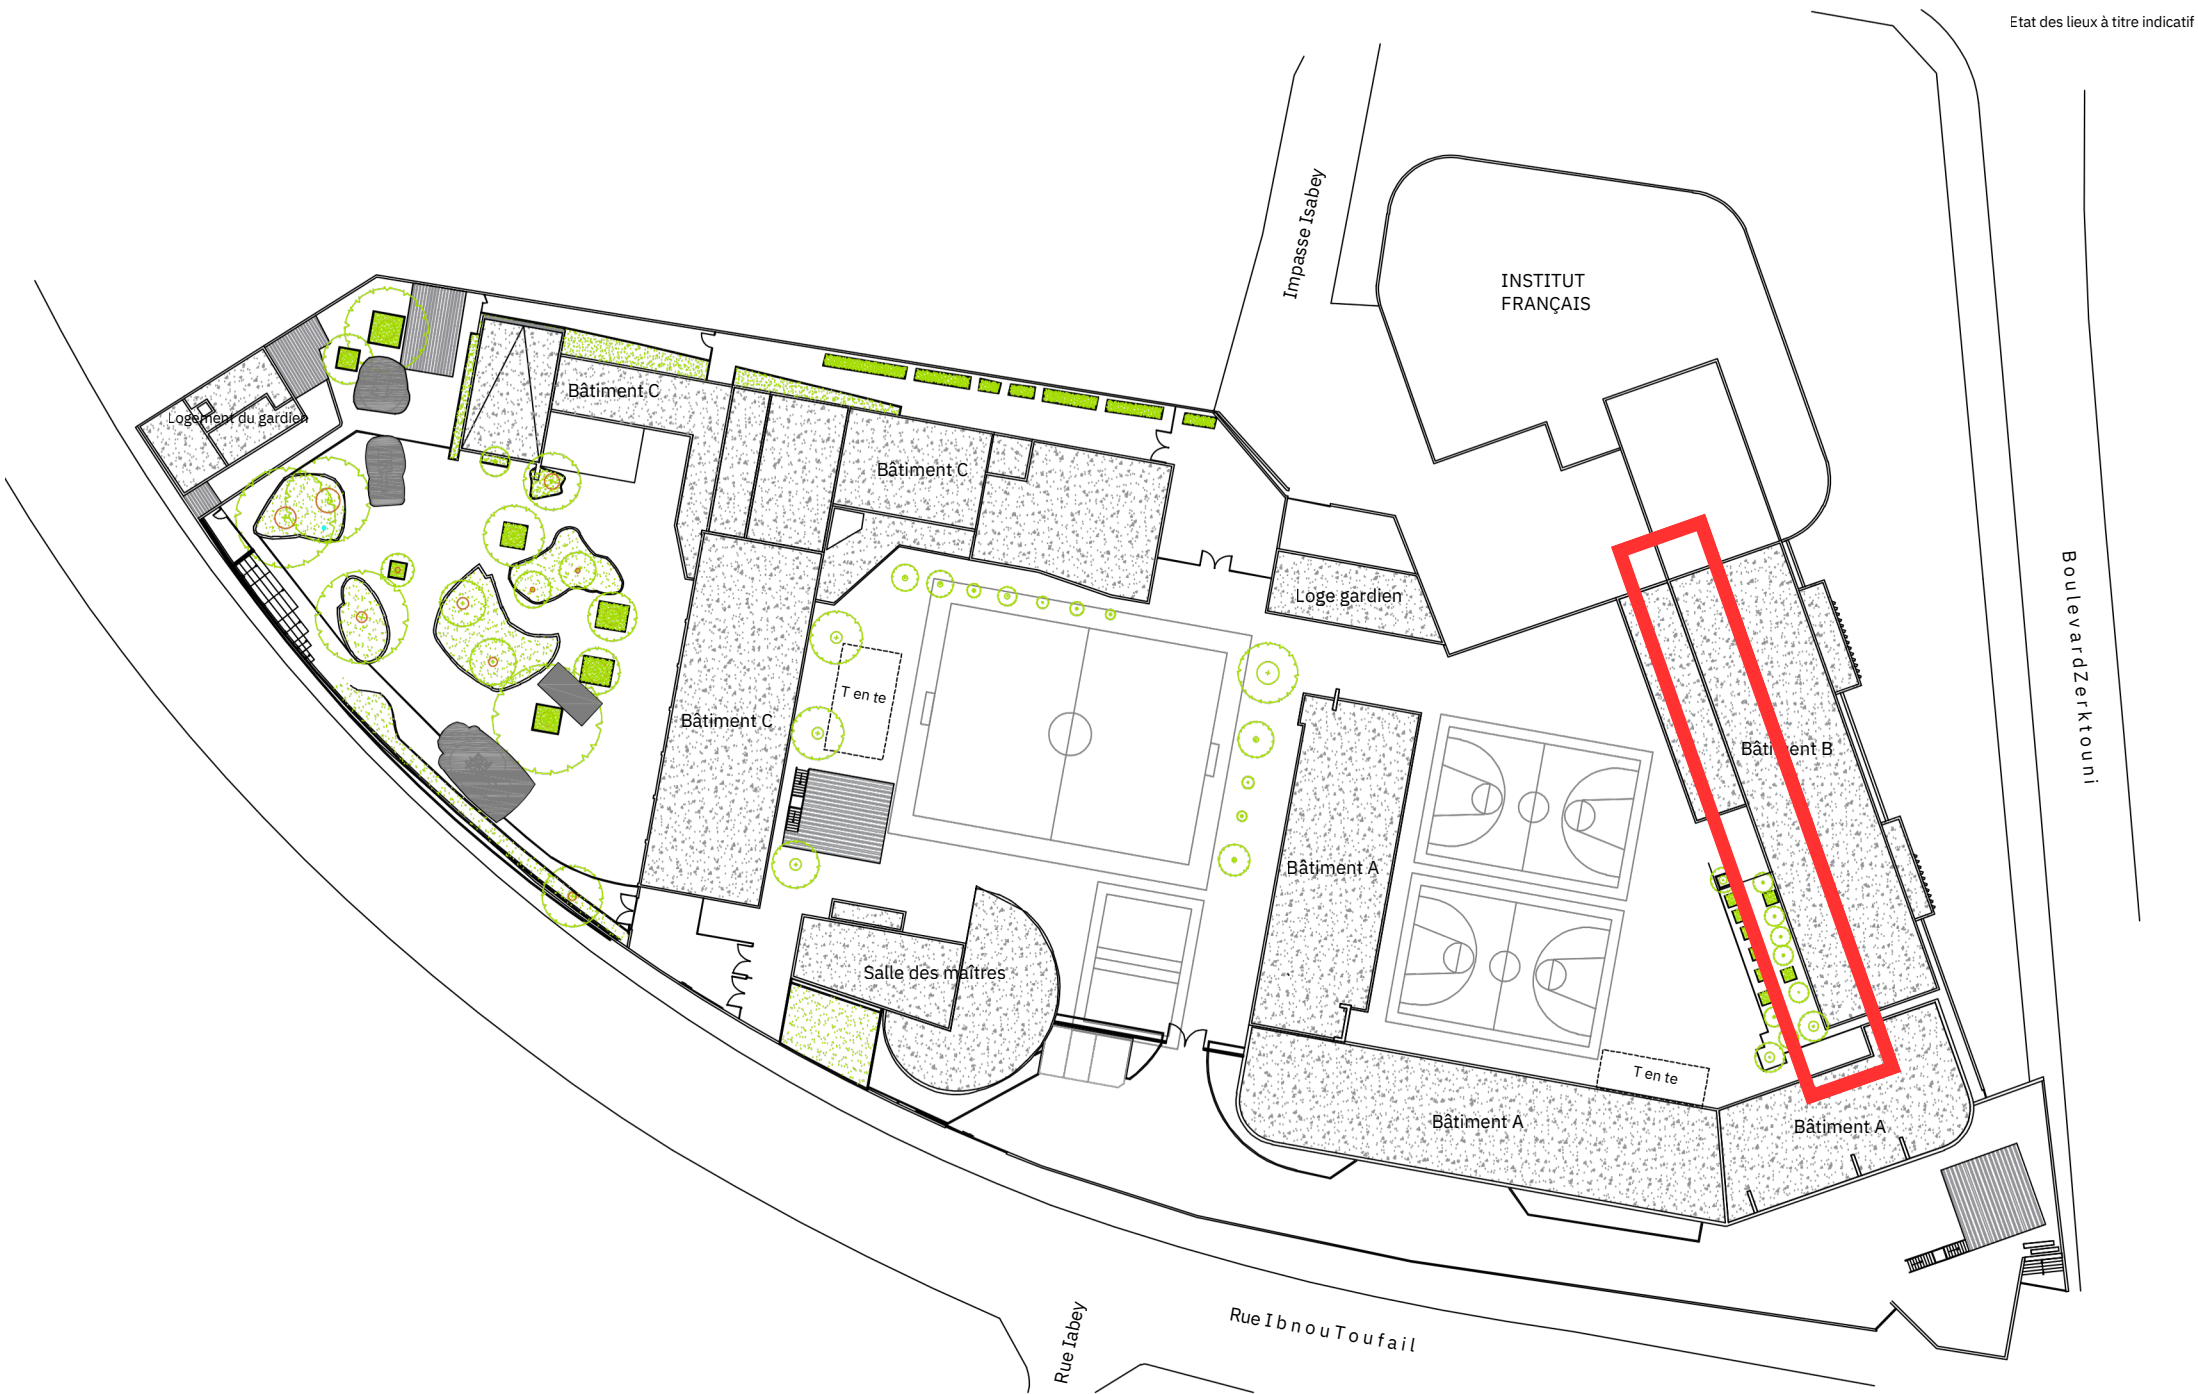 Etat des lieux à titre indicatif
Impasse Isabey
INSTITUT
FRANÇAIS
Bâtiment C
Logement du gardien
Bâtiment C
Loge gardien
Boulevard Zerktouni
Tente
Bâtiment C
Bâtiment B
Bâtiment A
Salle des maîtres
Tente
Bâtiment A
Bâtiment A
Rue Iabey
Rue Ibnou Toufail